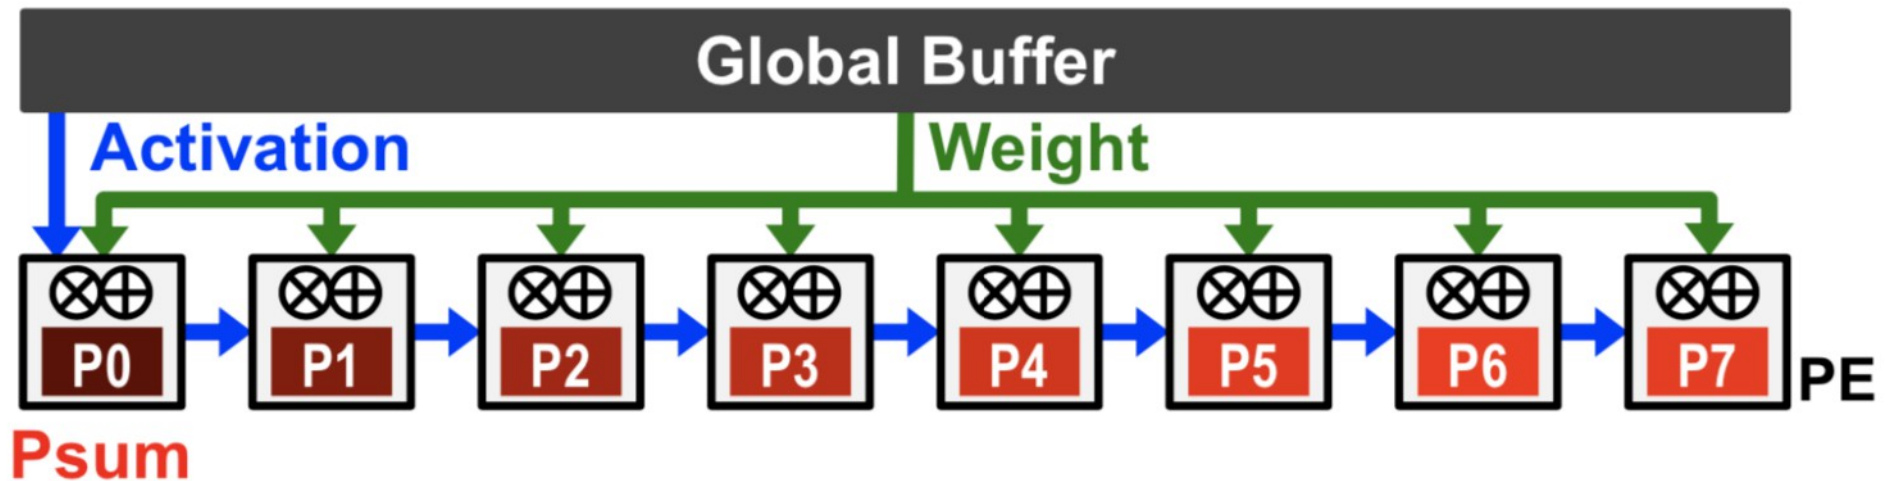 Global Buffer
Activation
Weight
P0 P1 P2 P3 P4 P5 P6 P7
PE
Psum